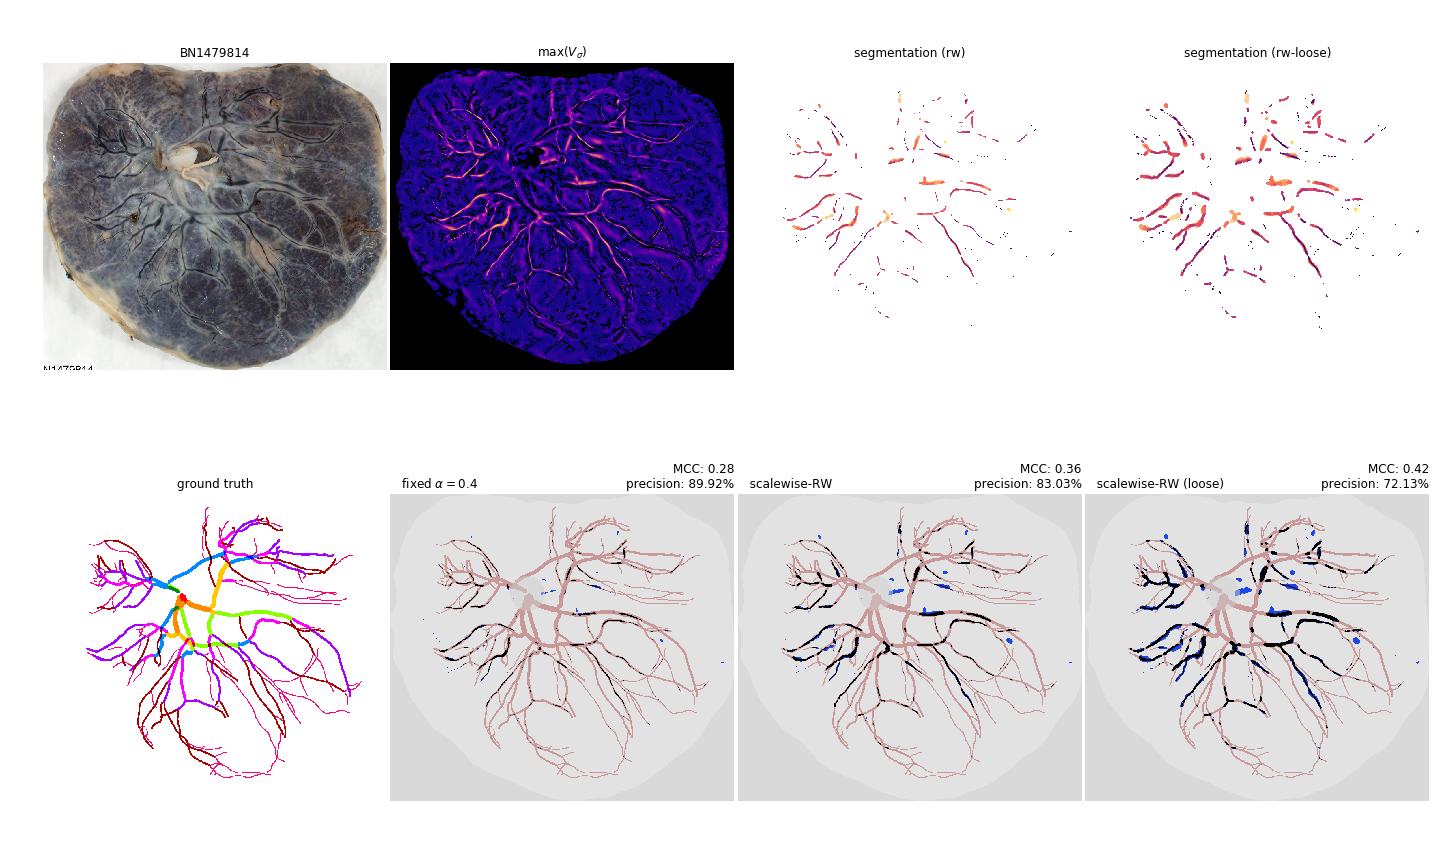 BN1479814
max(V_σ)
segmentation (rw)
segmentation (rw-loose)
N1479814
ground truth
fixed α = 0.4
MCC: 0.28
precision: 89.92%
scalewise-RW
MCC: 0.36
precision: 83.03%
scalewise-RW (loose)
MCC: 0.42
precision: 72.13%